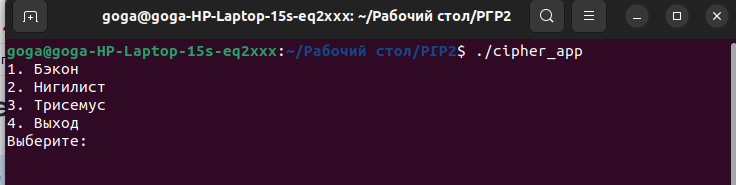 goga@goga-HP-Laptop-15s-eq2xxx: ~/Рабочий стол/РГР2
goga@goga-HP-Laptop-15s-eq2xxx:~/Рабочий стол/РГР2$ ./cipher_app
1. Бэкон
2. Нигилист
3. Трисемус
4. Выход
Выберите: